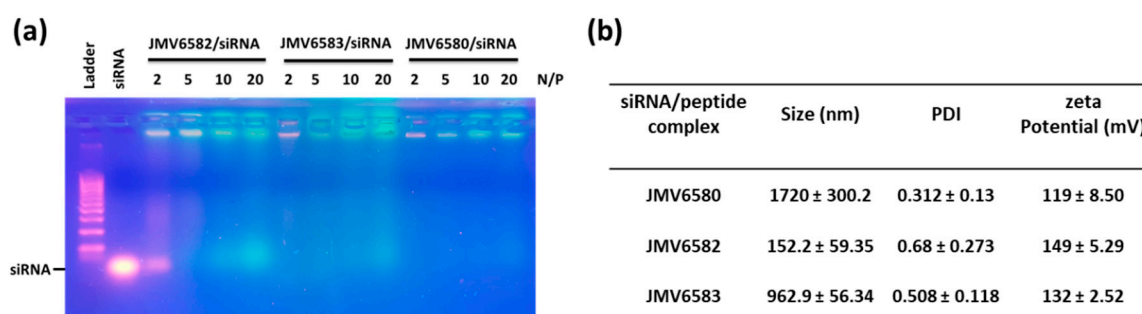 (a)
JMV6582/siRNA JMV6583/siRNA JMV6580/siRNA
Ladder siRNA 2 5 10 20 2 5 10 20 2 5 10 20 N/P
siRNA
(b)
siRNA/peptide complex Size (nm) PDI zeta Potential (mV)
JMV6580 1720 ± 300.2 0.312 ± 0.13 119 ± 8.50
JMV6582 152.2 ± 59.35 0.68 ± 0.273 149 ± 5.29
JMV6583 962.9 ± 56.34 0.508 ± 0.118 132 ± 2.52